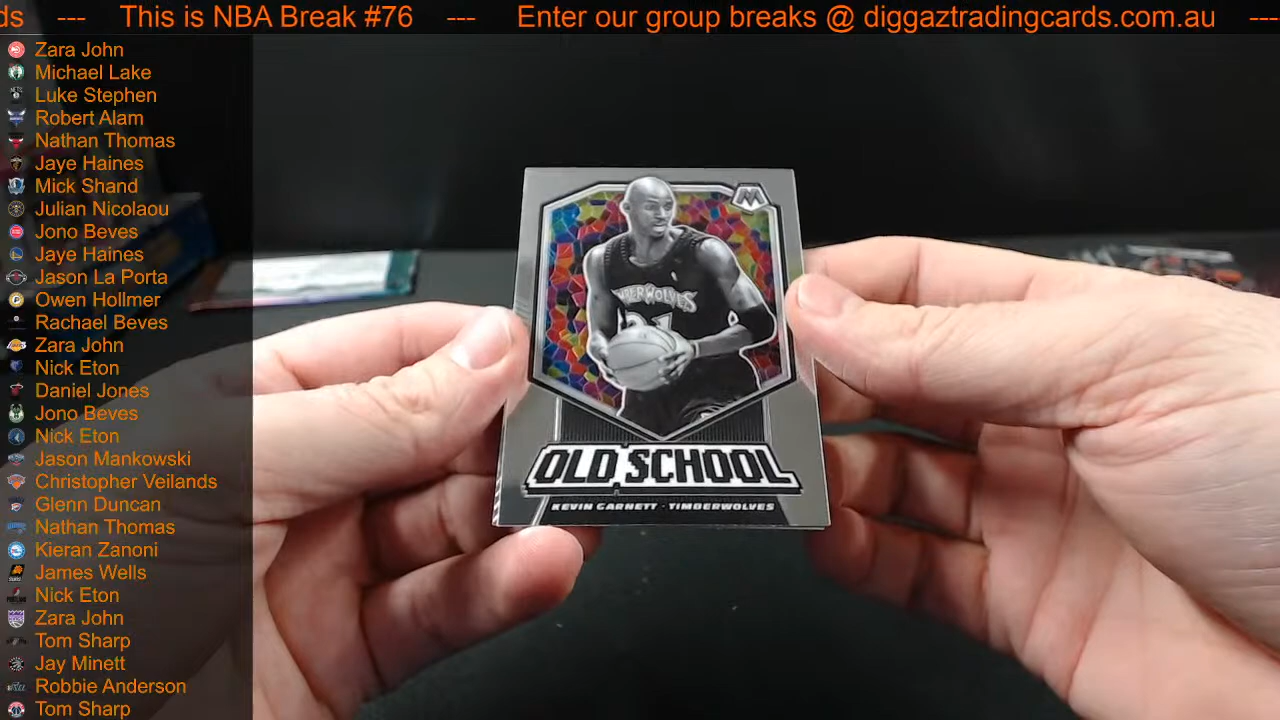 ds --- This is NBA Break #76 --- Enter our group breaks @ diggaztradingcards.com.au ---
Zara John
Michael Lake
Luke Stephen
Robert Alam
Nathan Thomas
Jaye Haines
Mick Shand
Julian Nicolaou
Jono Beves
Jaye Haines
Jason La Porta
Owen Hollmer
Rachael Beves
Zara John
Nick Eton
Daniel Jones
Jono Beves
Nick Eton
Jason Mankowski
Christopher Veilands
Glenn Duncan
Nathan Thomas
Kieran Zanoni
James Wells
Nick Eton
Zara John
Tom Sharp
Jay Minett
Robbie Anderson
Tom Sharp
M
OLD SCHOOL
KEVIN GARNETT · TIMBERWOLVES